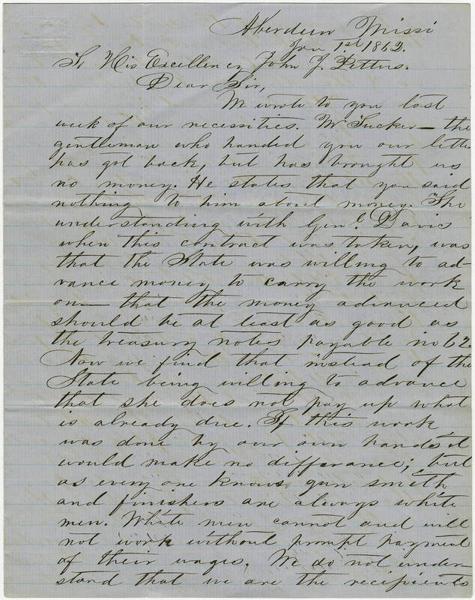 Aberdeen Missi
Jan 1st 1862.
To His Excellency John J. Pettus.
Dear Sir,
We wrote to you last
week of our necessities. Mr Tucker the
gentleman who handed you our letter
has got back, but has brought us
no money. He states that you said
nothing to him about money. The
understanding with Genl. Davis
when this contract was taken, was
that the State was willing to ad-
vance money to carry the work
on — that the money advanced
should be at least as good as
the treasury notes payable in 62
Now we find that instead of the
State being willing to advance
that she does not pay up what
is already due. If this work
was done by our own hands it
would make no differance; but
as every one knows gun smith
and finishers are always white
men. White men cannot and will
not work without prompt payment
of their wages. We do not under
stand that we are the recipients